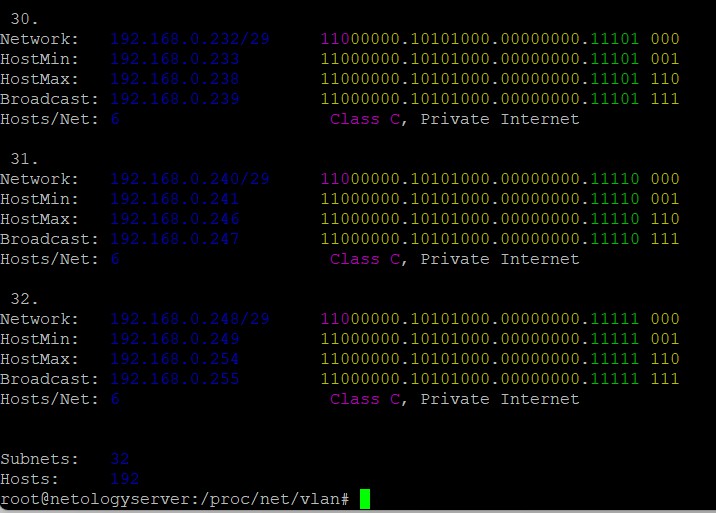 30.
Network:   192.168.0.232/29     11000000.10101000.00000000.11101 000
HostMin:   192.168.0.233        11000000.10101000.00000000.11101 001
HostMax:   192.168.0.238        11000000.10101000.00000000.11101 110
Broadcast: 192.168.0.239        11000000.10101000.00000000.11101 111
Hosts/Net: 6                     Class C, Private Internet
31.
Network:   192.168.0.240/29     11000000.10101000.00000000.11110 000
HostMin:   192.168.0.241        11000000.10101000.00000000.11110 001
HostMax:   192.168.0.246        11000000.10101000.00000000.11110 110
Broadcast: 192.168.0.247        11000000.10101000.00000000.11110 111
Hosts/Net: 6                     Class C, Private Internet
32.
Network:   192.168.0.248/29     11000000.10101000.00000000.11111 000
HostMin:   192.168.0.249        11000000.10101000.00000000.11111 001
HostMax:   192.168.0.254        11000000.10101000.00000000.11111 110
Broadcast: 192.168.0.255        11000000.10101000.00000000.11111 111
Hosts/Net: 6                     Class C, Private Internet
Subnets:   32
Hosts:     192
root@netologyserver:/proc/net/vlan#